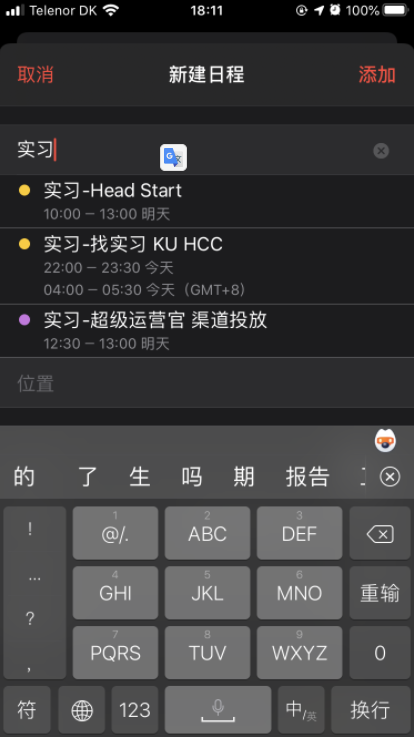 Telenor DK 18:11 100%
取消 新建日程 添加
实习
实习-Head Start
10:00 – 13:00 明天
实习-找实习 KU HCC
22:00 – 23:30 今天
04:00 – 05:30 今天（GMT+8）
实习-超级运营官 渠道投放
12:30 – 13:00 明天
位置
的 了 生 吗 期 报告
! 1 @/. 2 ABC 3 DEF
... 4 GHI 5 JKL 6 MNO 重输
? 7 PQRS 8 TUV 9 WXYZ 0
,
符 123 中/英 换行